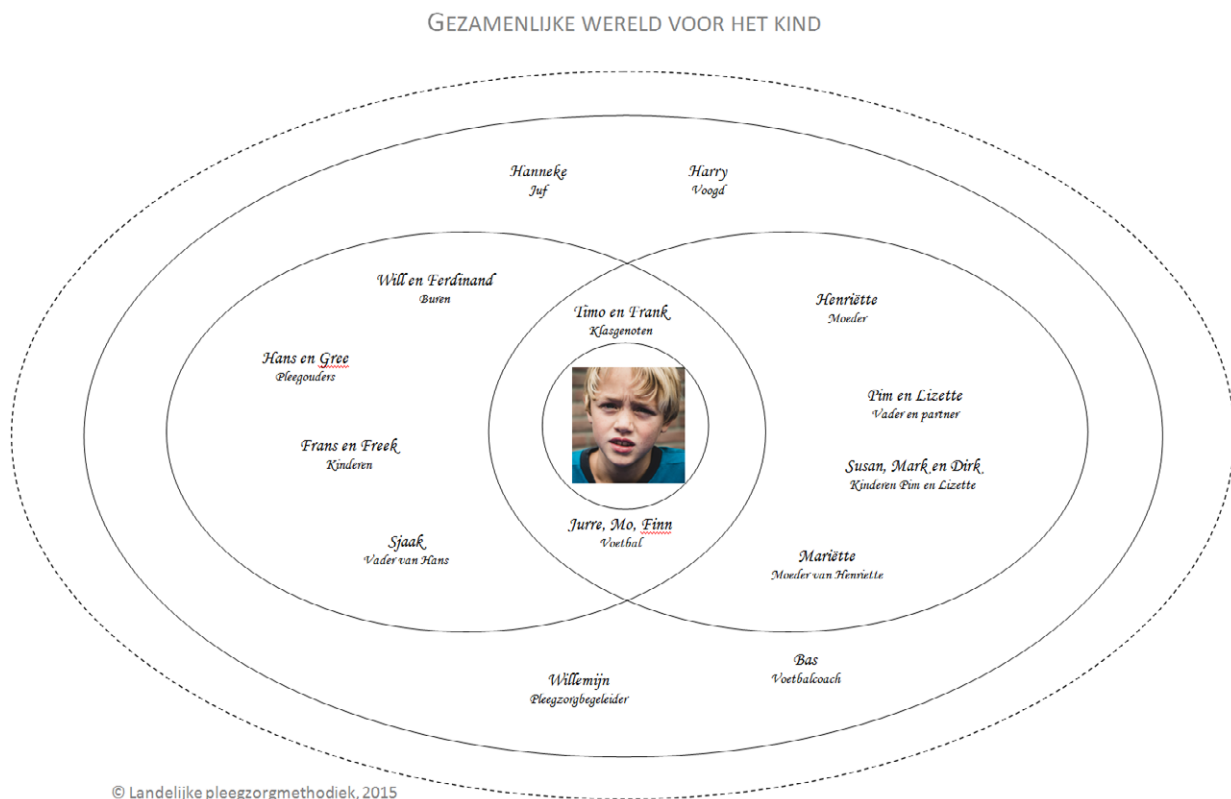 GEZAMENLIJKE WERELD VOOR HET KIND
Hanneke
Juf
Harry
Voogd
Will en Ferdinand
Buren
Timo en Frank
Klasgenoten
Henriëtte
Moeder
Hans en Gree
Pleegouders
Pim en Lizette
Vader en partner
Frans en Freek
Kinderen
Susan, Mark en Dirk
Kinderen Pim en Lizette
Jurre, Mo, Finn
Voetbal
Sjaak
Vader van Hans
Mariëtte
Moeder van Henriette
Willemijn
Pleegzorgbegeleider
Bas
Voetbalcoach
© Landelijke pleegzorgmethodiek, 2015